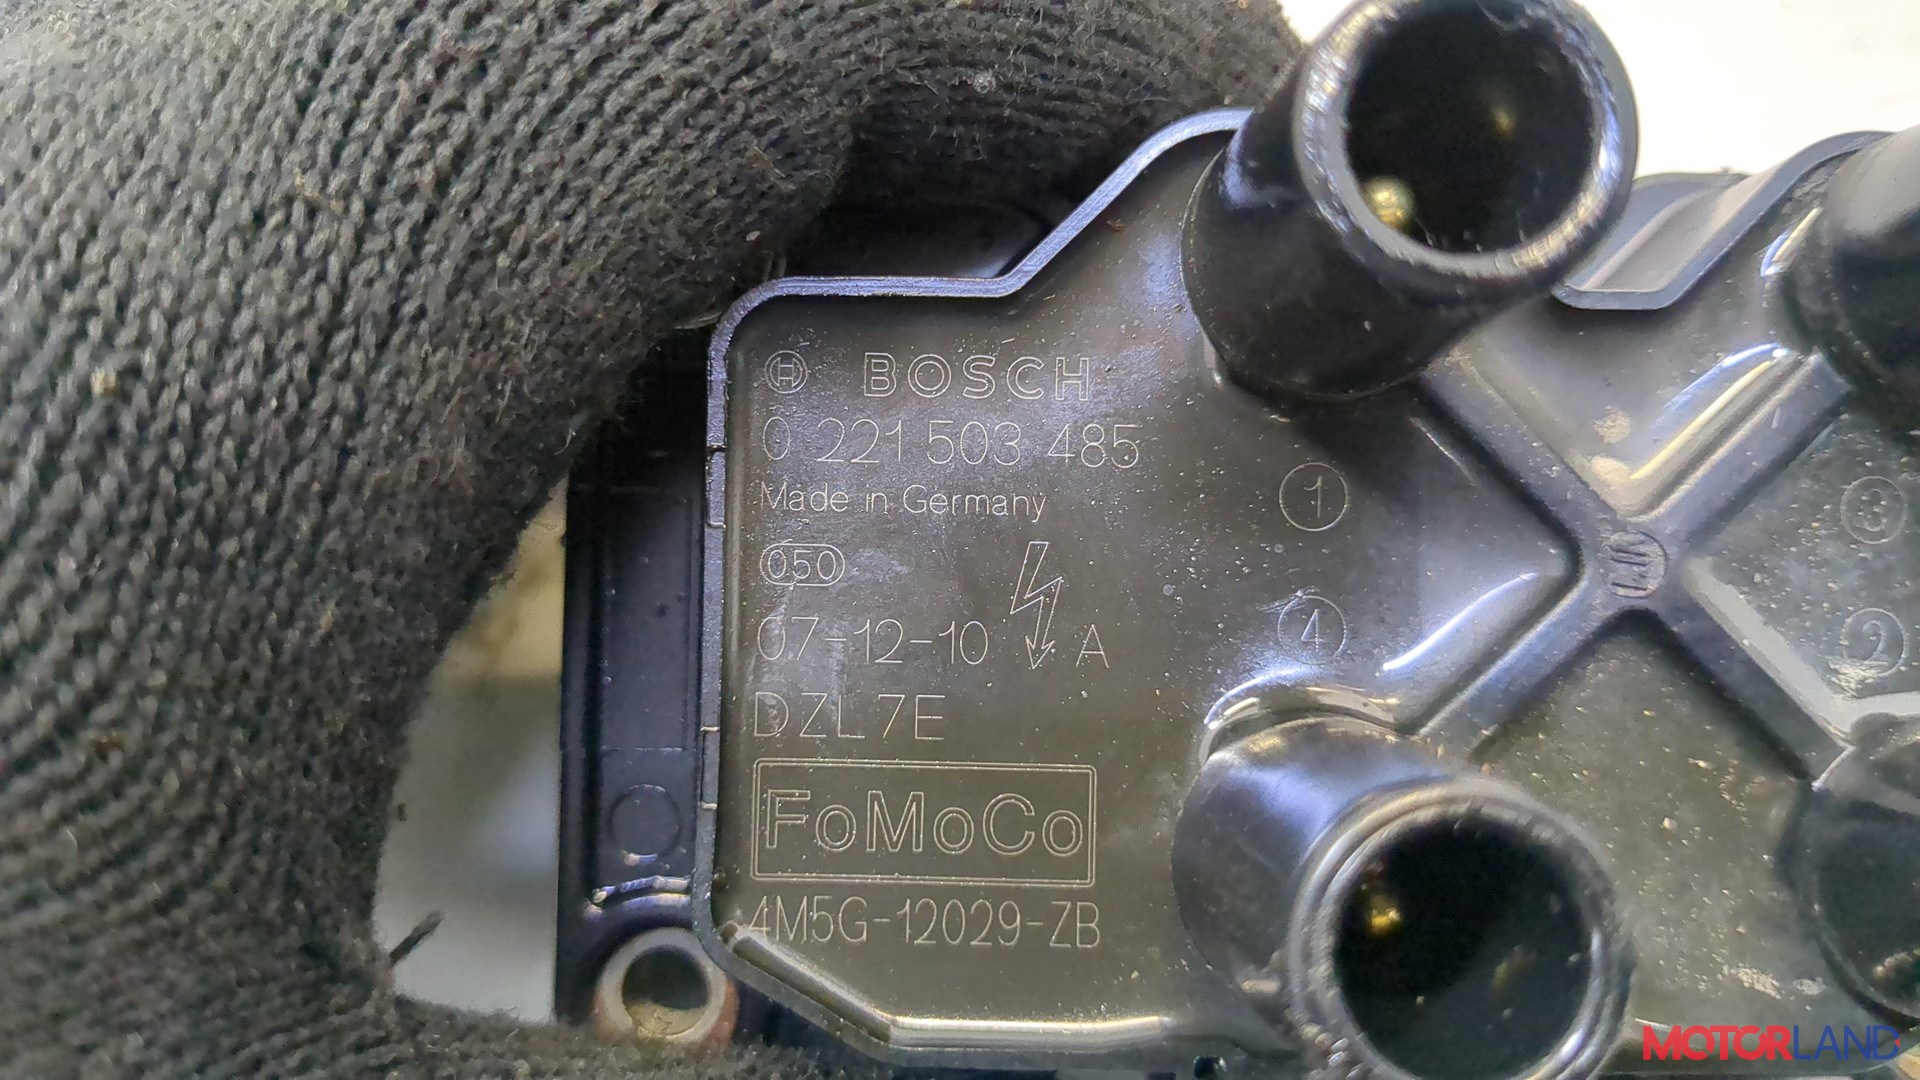 BOSCH
0 221 503 485
Made in Germany
050
07-12-10 A
DZL7E
FoMoCo
4M5G-12029-ZB
1
3
4
2
MOTORLAND